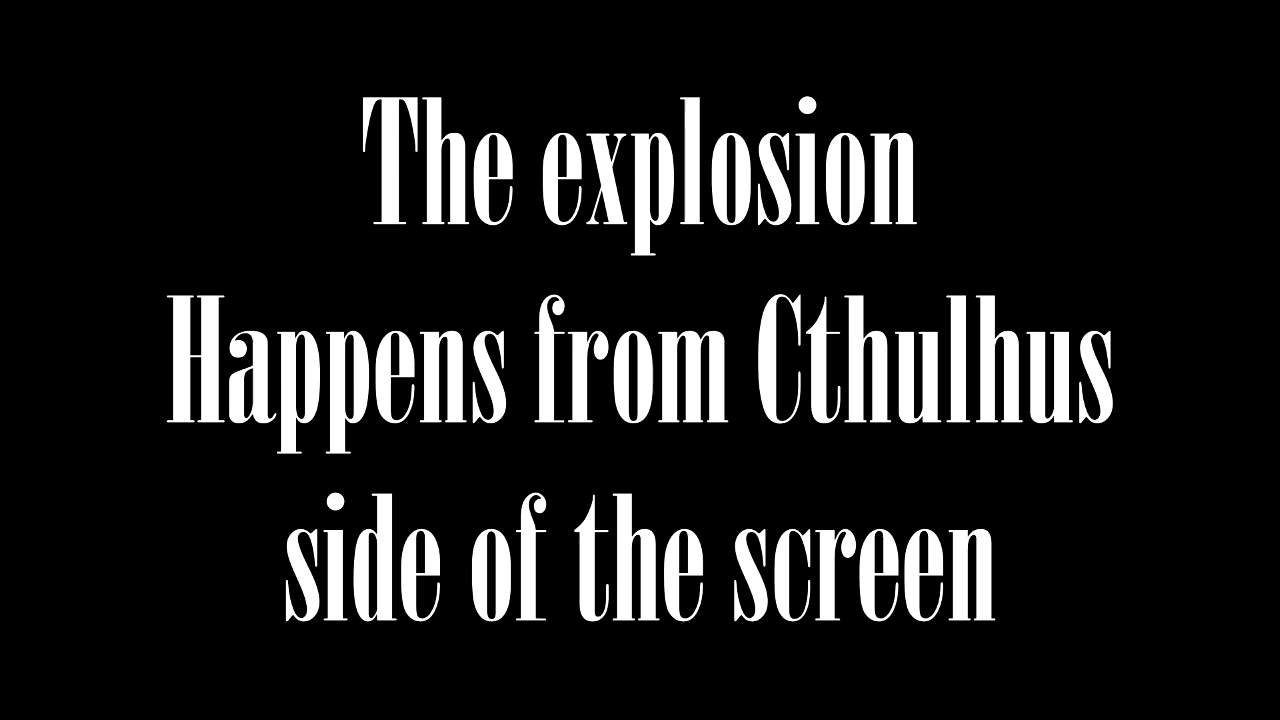 The explosion
Happens from Cthulhus
side of the screen